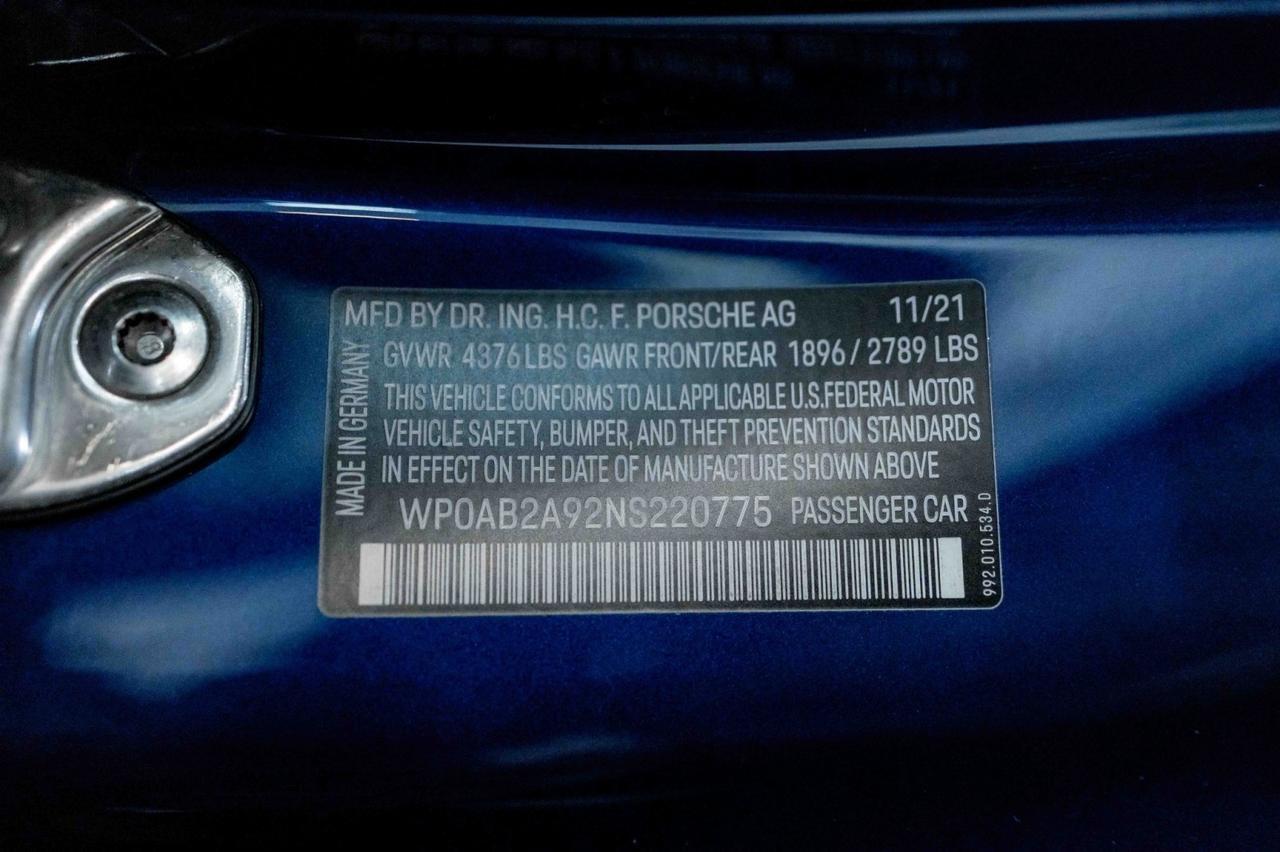 MFD BY DR. ING. H.C. F. PORSCHE AG 11/21
GVWR 4376 LBS GAWR FRONT/REAR 1896 / 2789 LBS
THIS VEHICLE CONFORMS TO ALL APPLICABLE U.S.FEDERAL MOTOR
VEHICLE SAFETY, BUMPER, AND THEFT PREVENTION STANDARDS
IN EFFECT ON THE DATE OF MANUFACTURE SHOWN ABOVE
WP0AB2A92NS220775 PASSENGER CAR
MADE IN GERMANY
992.010.534.D